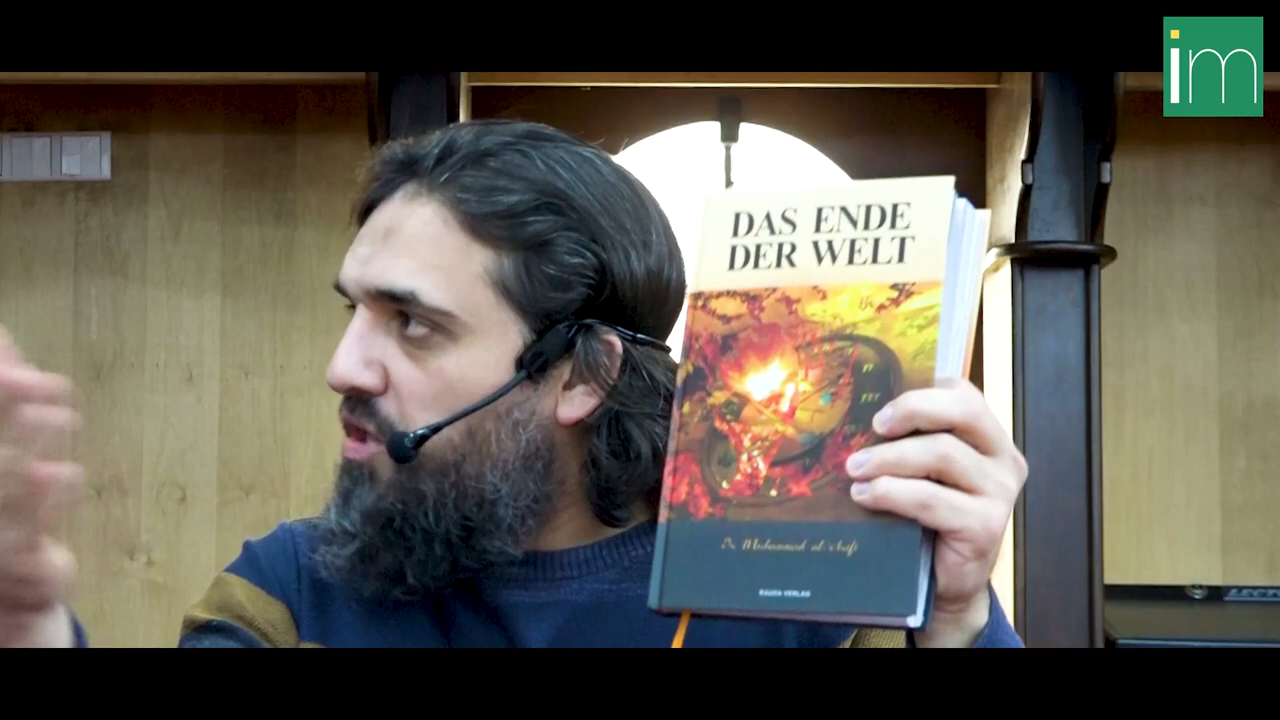 im
DAS ENDE
DER WELT
Dr. Muhammad al-'Arifi
RAUDA VERLAG